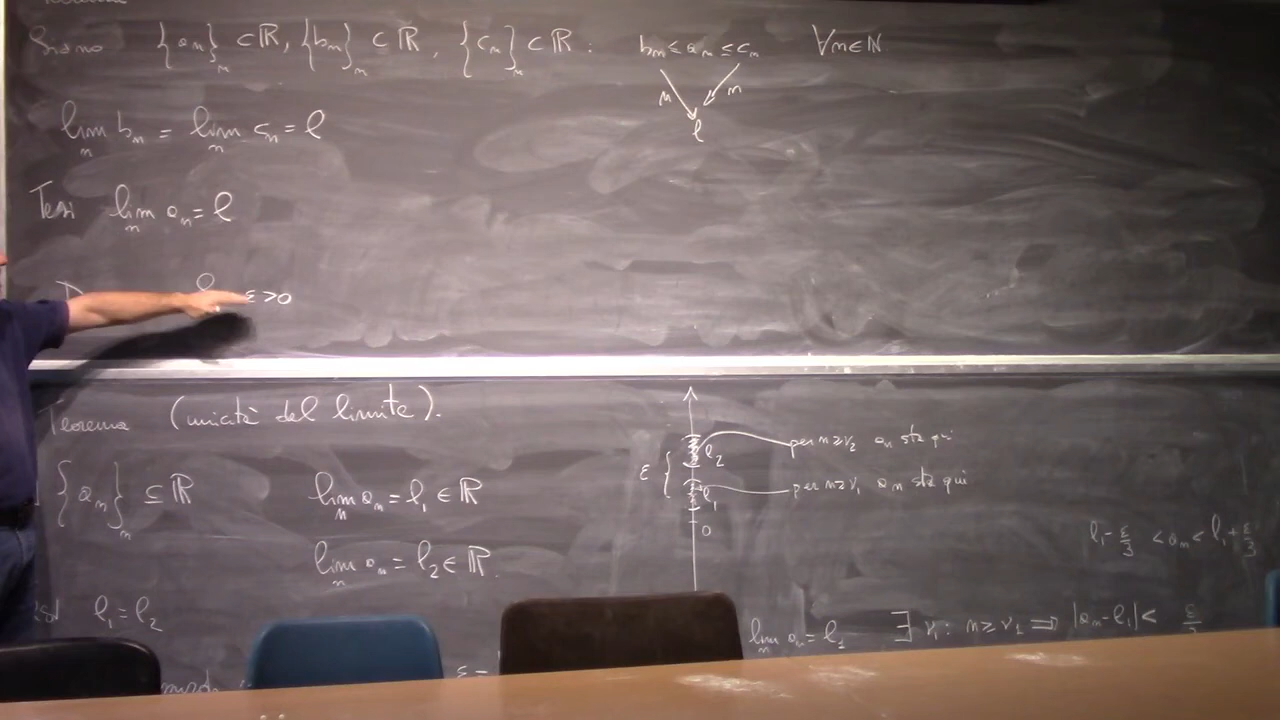 Siano {a_n}_n ⊂ ℝ, {b_n}_n ⊂ ℝ, {c_n}_n ⊂ ℝ : b_n ≤ a_n ≤ c_n ∀n∈ℕ
n n
ℓ
lim_n b_n = lim_n c_n = ℓ
Tesi lim_n a_n = ℓ
ε>0
Teorema (unicità del limite).
{a_n}_n ⊆ ℝ
lim_n a_n = ℓ_1 ∈ ℝ
lim_n a_n = ℓ_2 ∈ ℝ.
ℓ_1 = ℓ_2
ε
ℓ_2 per n≥ν_2 a_n sta qui
ℓ_1 per n≥ν_1 a_n sta qui
0
ℓ_1 - ε/3 < a_n < ℓ_1 + ε/3
lim_n a_n = ℓ_1 ∃ ν_1 : n ≥ ν_1 ⟹ |a_n - ℓ_1| < ε/3